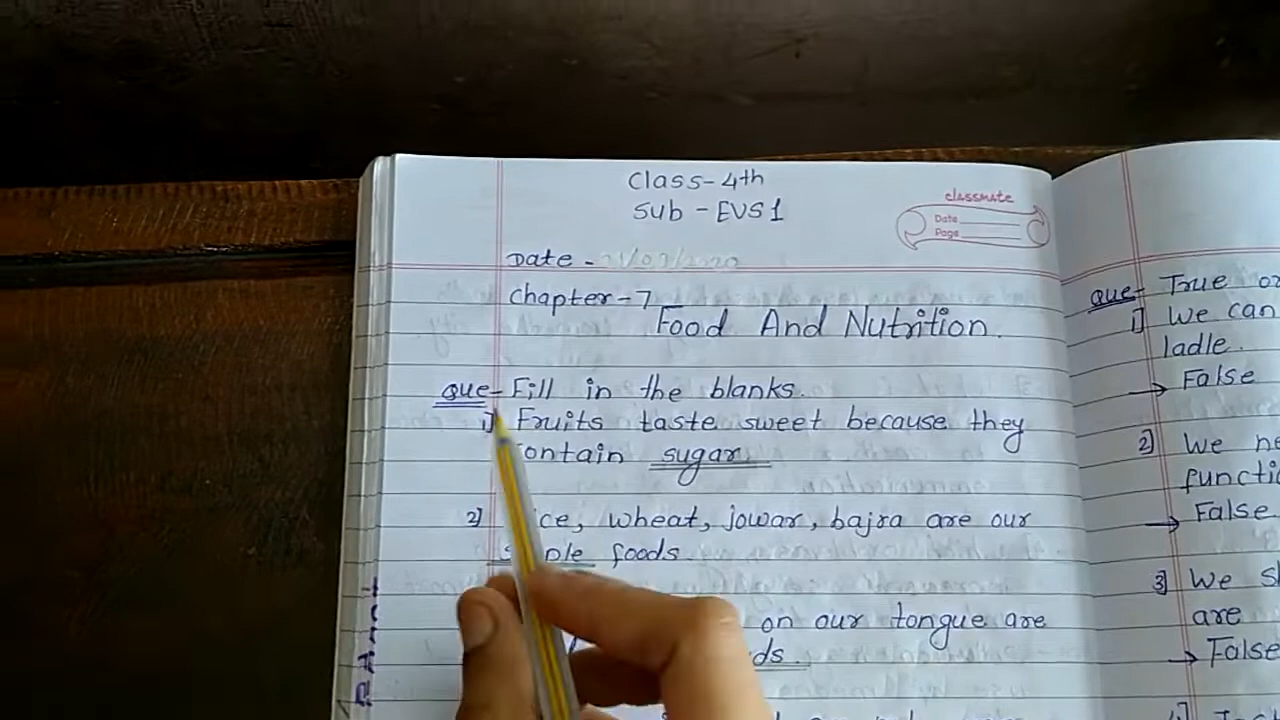 Class-4th
Sub - EVS 1
classmate
Date
Page
Date -
Chapter-7
Food And Nutrition.
Que- Fill in the blanks.
1] Fruits taste sweet because they
ontain sugar.
2] ice, wheat, jowar, bajra are our
foods.
on our tongue are
ds.
Que- True or
1] We can
ladle.
→ False
2] We ne
functi
→ False.
3] We s
are
→ False